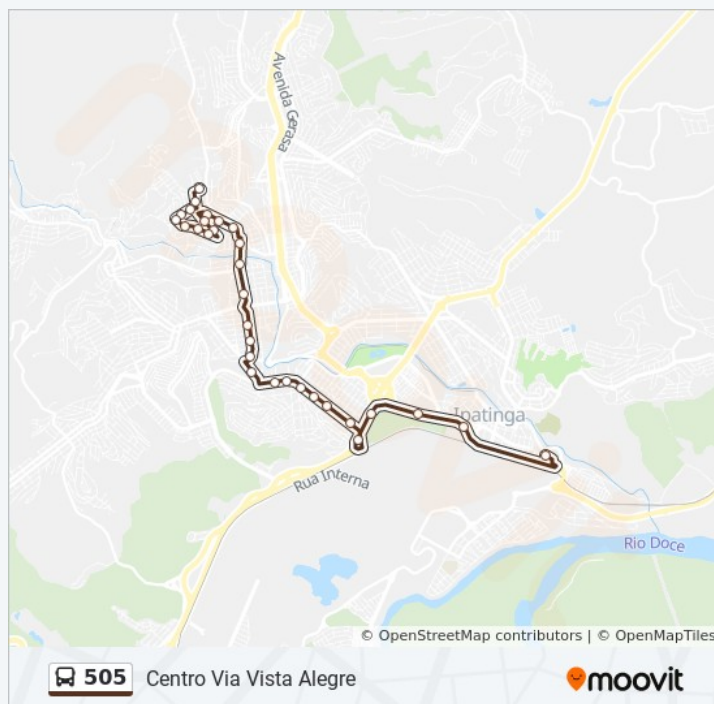 Avenida Gerasa
Ipatinga
Rua Interna
Rio Doce
© OpenStreetMap contributors | © OpenMapTiles
505 Centro Via Vista Alegre
moovit